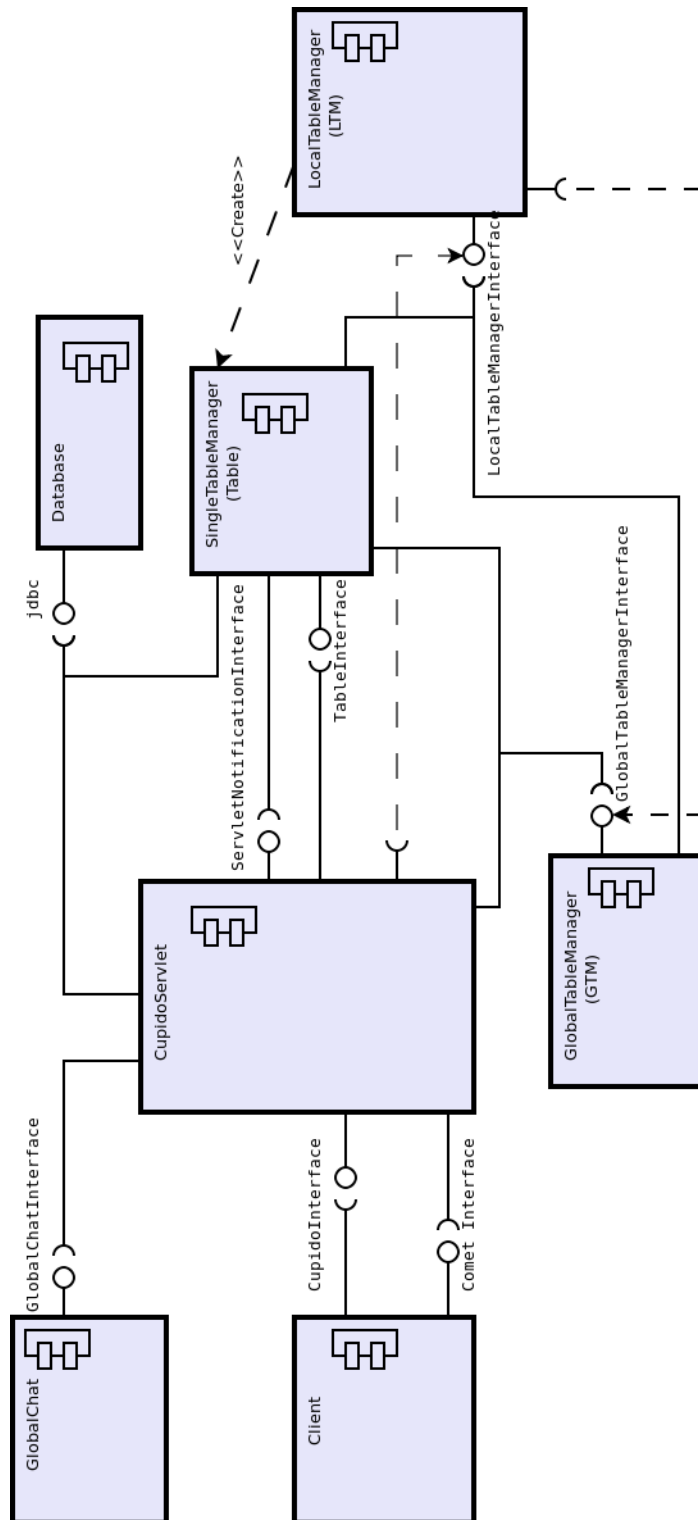 LocalTableManager
(LTM)
<<Create>>
LocalTableManagerInterface
Database
jdbc
SingleTableManager
(Table)
ServletNotificationInterface
TableInterface
GlobalTableManagerInterface
CupidoServlet
GlobalTableManager
(GTM)
GlobalChatInterface
CupidoInterface
Comet Interface
GlobalChat
Client